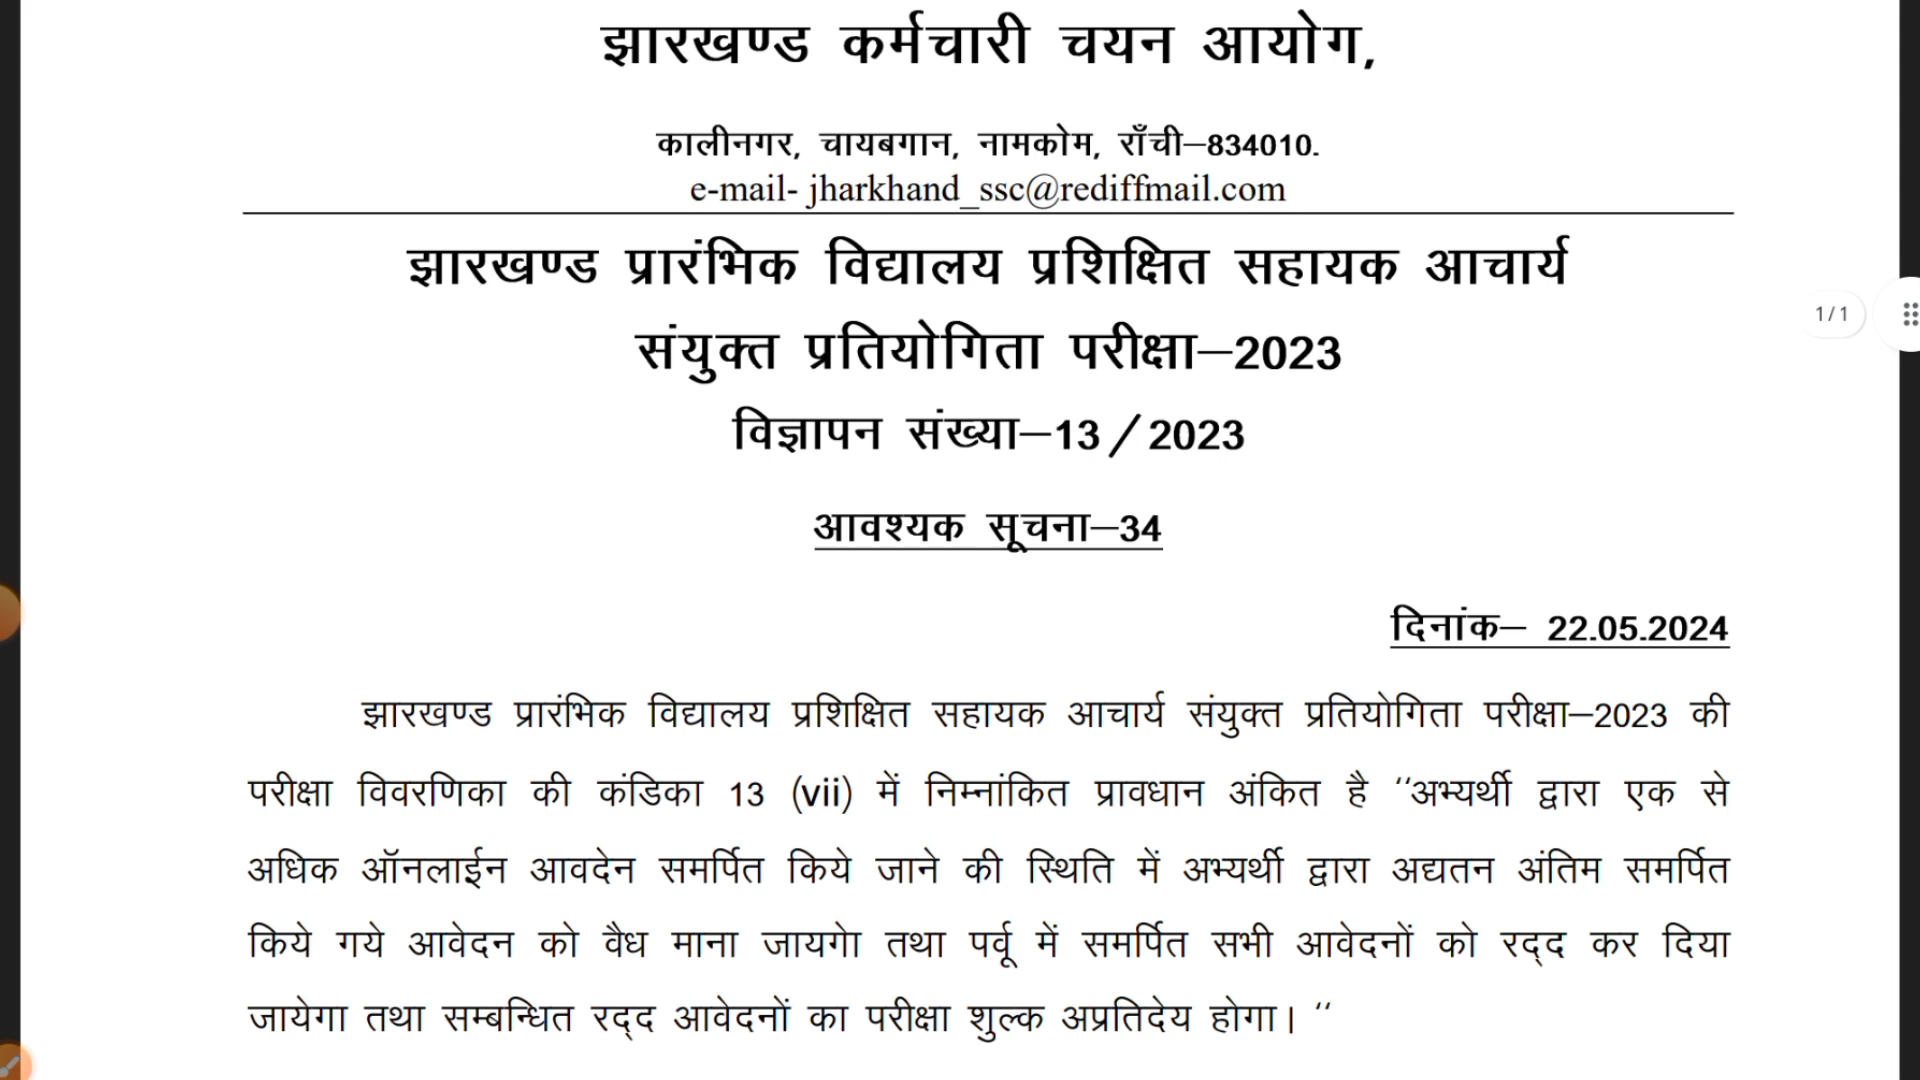 झारखण्ड कर्मचारी चयन आयोग,
कालीनगर, चायबगान, नामकोम, राँची–834010.
e-mail- jharkhand_ssc@rediffmail.com
झारखण्ड प्रारंभिक विद्यालय प्रशिक्षित सहायक आचार्य
संयुक्त प्रतियोगिता परीक्षा–2023
1/1
विज्ञापन संख्या–13/2023
आवश्यक सूचना–34
दिनांक– 22.05.2024
झारखण्ड प्रारंभिक विद्यालय प्रशिक्षित सहायक आचार्य संयुक्त प्रतियोगिता परीक्षा–2023 की
परीक्षा विवरणिका की कंडिका 13 (vii) में निम्नांकित प्रावधान अंकित है ''अभ्यर्थी द्वारा एक से
अधिक ऑनलाईन आवदेन समर्पित किये जाने की स्थिति में अभ्यर्थी द्वारा अद्यतन अंतिम समर्पित
किये गये आवेदन को वैध माना जायगेा तथा पर्वू में समर्पित सभी आवेदनों को रद्द कर दिया
जायेगा तथा सम्बन्धित रद्द आवेदनों का परीक्षा शुल्क अप्रतिदेय होगा। ''